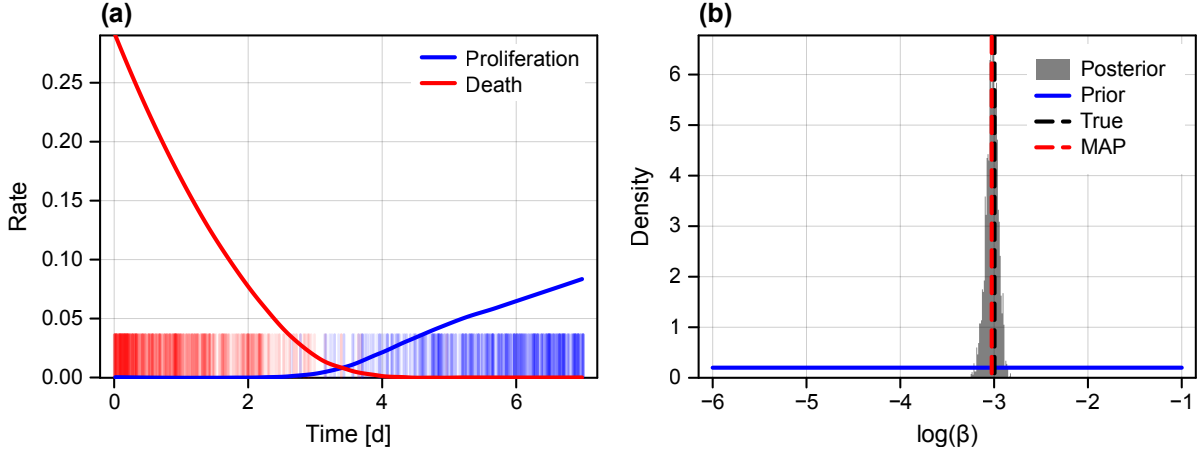 (a)
Proliferation
Death
0.25
0.20
0.15
0.10
0.05
0.00
Rate
0
2
4
6
Time [d]
(b)
Posterior
Prior
True
MAP
6
5
4
3
2
1
0
Density
−6
−5
−4
−3
−2
−1
log(β)